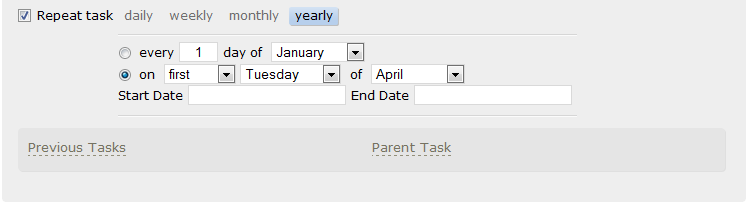 Repeat task daily weekly monthly yearly
every 1 day of January
on first Tuesday of April
Start Date End Date
Previous Tasks Parent Task